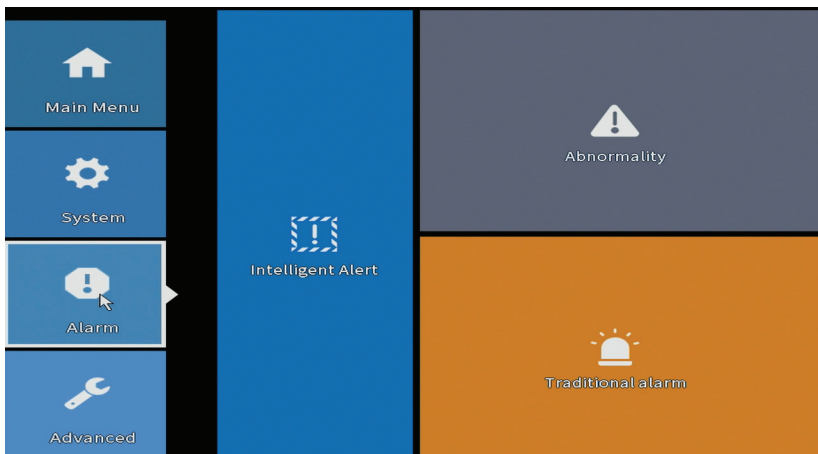 Main Menu
System
Alarm
Advanced
Intelligent Alert
Abnormality
Traditional alarm